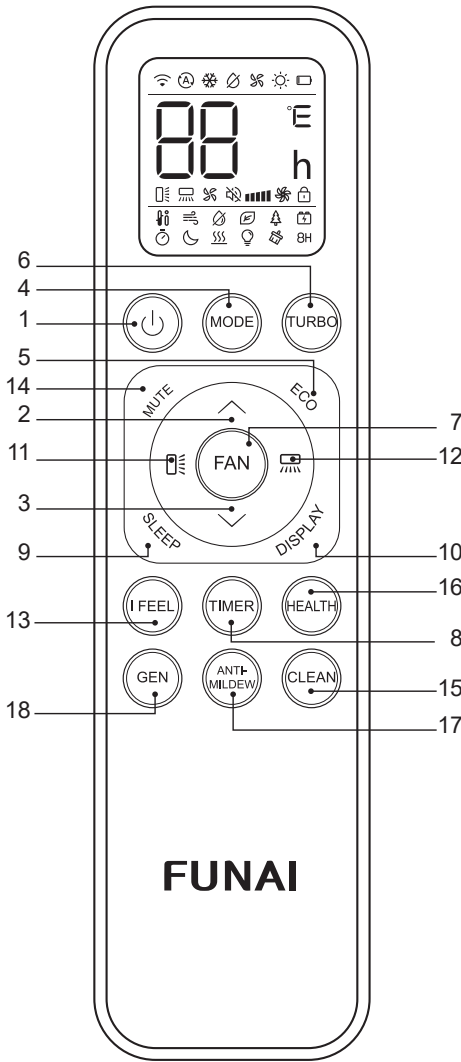 A
88 °E
h
8H
6
4
1 MODE TURBO
5
14 MUTE ECO
2
7
11 FAN 12
3
SLEEP DISPLAY
9 10
16
I FEEL TIMER HEALTH
13 8
GEN ANTI-MILDEW CLEAN
18 15
17
FUNAI